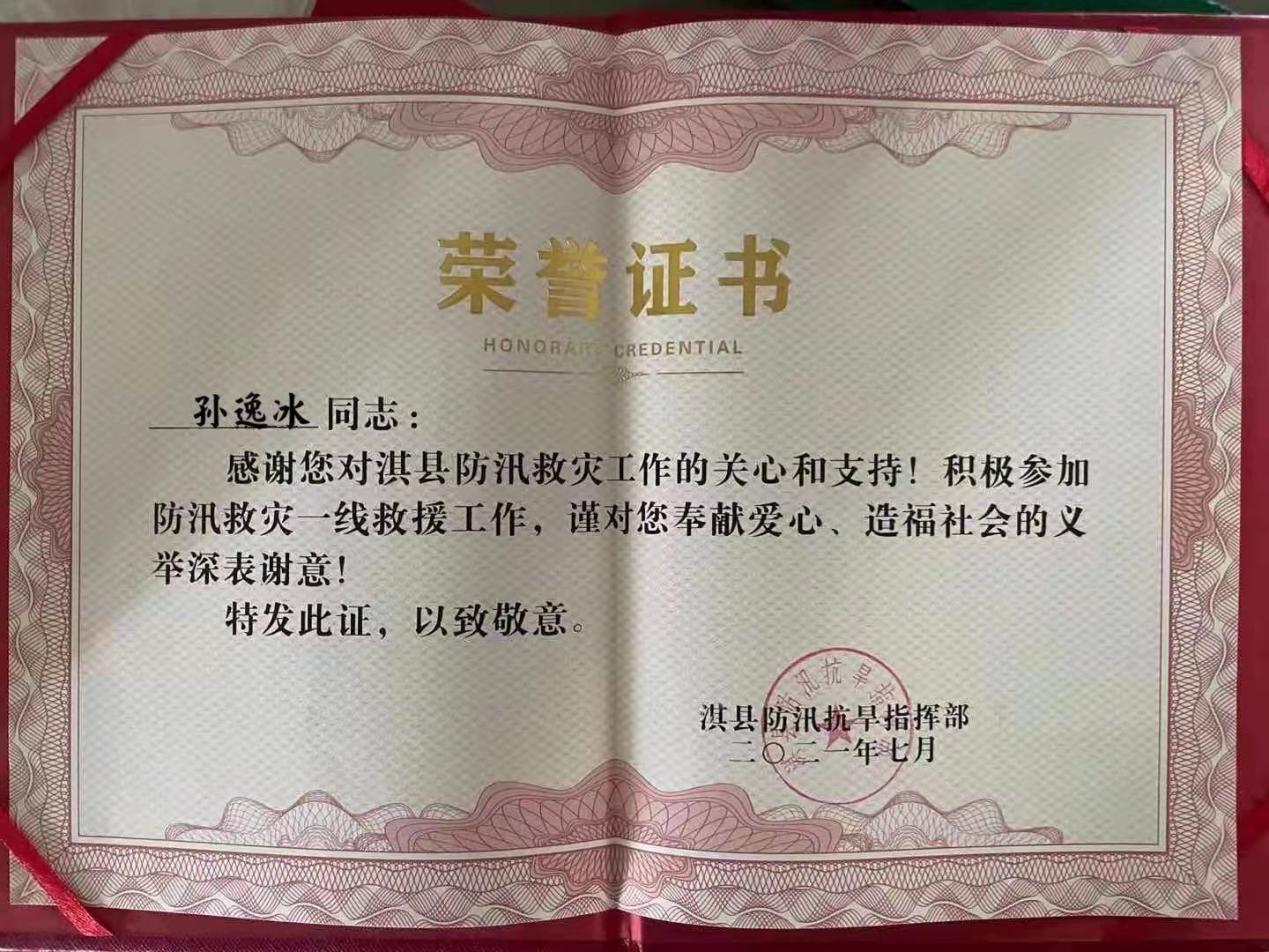 荣誉证书
HONORARY CREDENTIAL
孙逸冰 同志：
感谢您对淇县防汛救灾工作的关心和支持！积极参加
防汛救灾一线救援工作，谨对您奉献爱心、造福社会的义
举深表谢意！
特发此证，以致敬意。
淇县防汛抗旱指挥部
二〇二一年七月